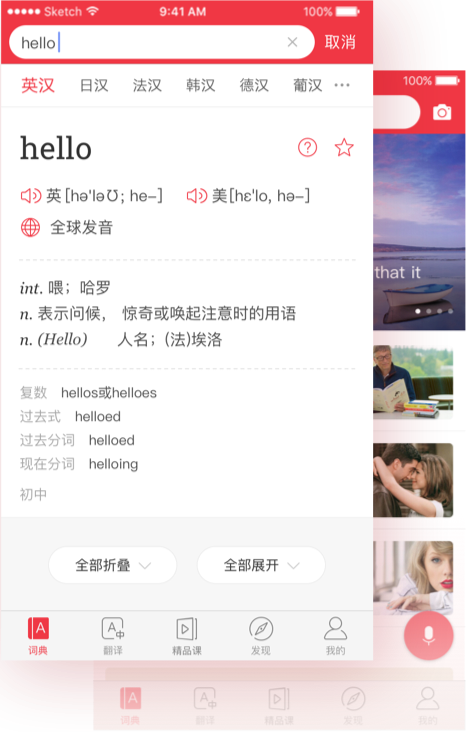 Sketch 9:41 AM 100%
hello 取消
英汉 日汉 法汉 韩汉 德汉 葡汉 ···
hello
英[hə'ləƱ; he–] 美[hɛ'lo, hə–]
全球发音
int. 喂；哈罗
n. 表示问候， 惊奇或唤起注意时的用语
n. (Hello) 人名；(法)埃洛
复数 hellos或helloes
过去式 helloed
过去分词 helloed
现在分词 helloing
初中
全部折叠 全部展开
词典 翻译 精品课 发现 我的
100%
that it
词典 翻译 精品课 发现 我的